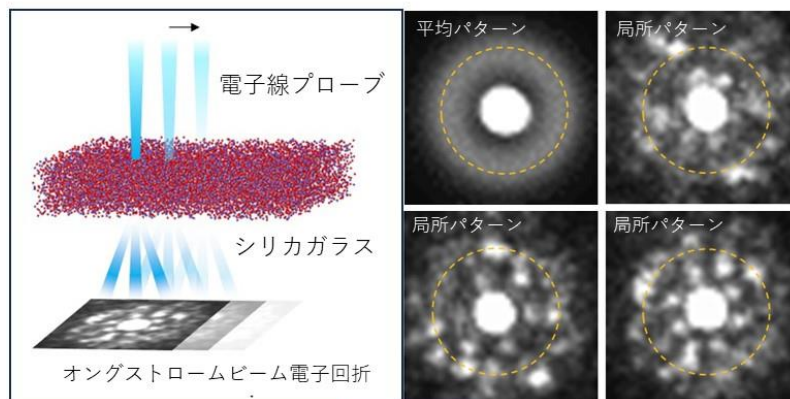 電子線プローブ
シリカガラス
オングストロームビーム電子回折
平均パターン
局所パターン
局所パターン
局所パターン